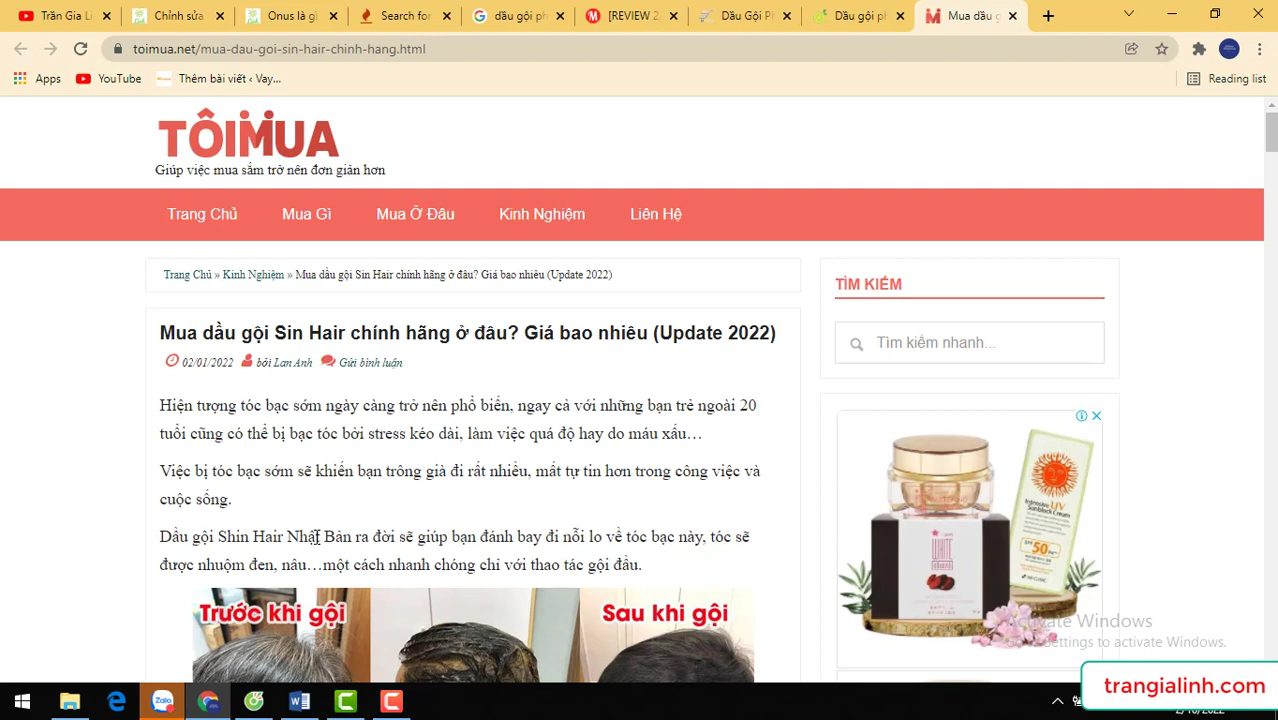 Trần Gia Li
Chỉnh sửa
Onus là gì
Search for
dầu gội ph
[REVIEW 2
Dầu Gội P
Dầu gội ph
Mua dầu g
toimua.net/mua-dau-goi-sin-hair-chinh-hang.html
Apps
YouTube
Thêm bài viết ‹ Vay...
Reading list
TÔIMUA
Giúp việc mua sắm trở nên đơn giản hơn
Trang Chủ
Mua Gì
Mua Ở Đâu
Kinh Nghiệm
Liên Hệ
Trang Chủ » Kinh Nghiệm » Mua dầu gội Sin Hair chính hãng ở đâu? Giá bao nhiêu (Update 2022)
Mua dầu gội Sin Hair chính hãng ở đâu? Giá bao nhiêu (Update 2022)
02/01/2022 bởi Lan Anh Gửi bình luận
Hiện tượng tóc bạc sớm ngày càng trở nên phổ biến, ngay cả với những bạn trẻ ngoài 20
tuổi cũng có thể bị bạc tóc bởi stress kéo dài, làm việc quá độ hay do máu xấu…
Việc bị tóc bạc sớm sẽ khiến bạn trông già đi rất nhiều, mất tự tin hơn trong công việc và
cuộc sống.
Dầu gội Shin Hair Nhật Bản ra đời sẽ giúp bạn đánh bay đi nỗi lo về tóc bạc này, tóc sẽ
được nhuộm đen, nâu…một cách nhanh chóng chỉ với thao tác gội đầu.
Trước khi gội
Sau khi gội
TÌM KIẾM
Tìm kiếm nhanh...
Intensive UV
Sunblock Cream
SPF 50+
WHITE
Activate Windows
Settings to activate Windows.
Zalo
trangialinh.com